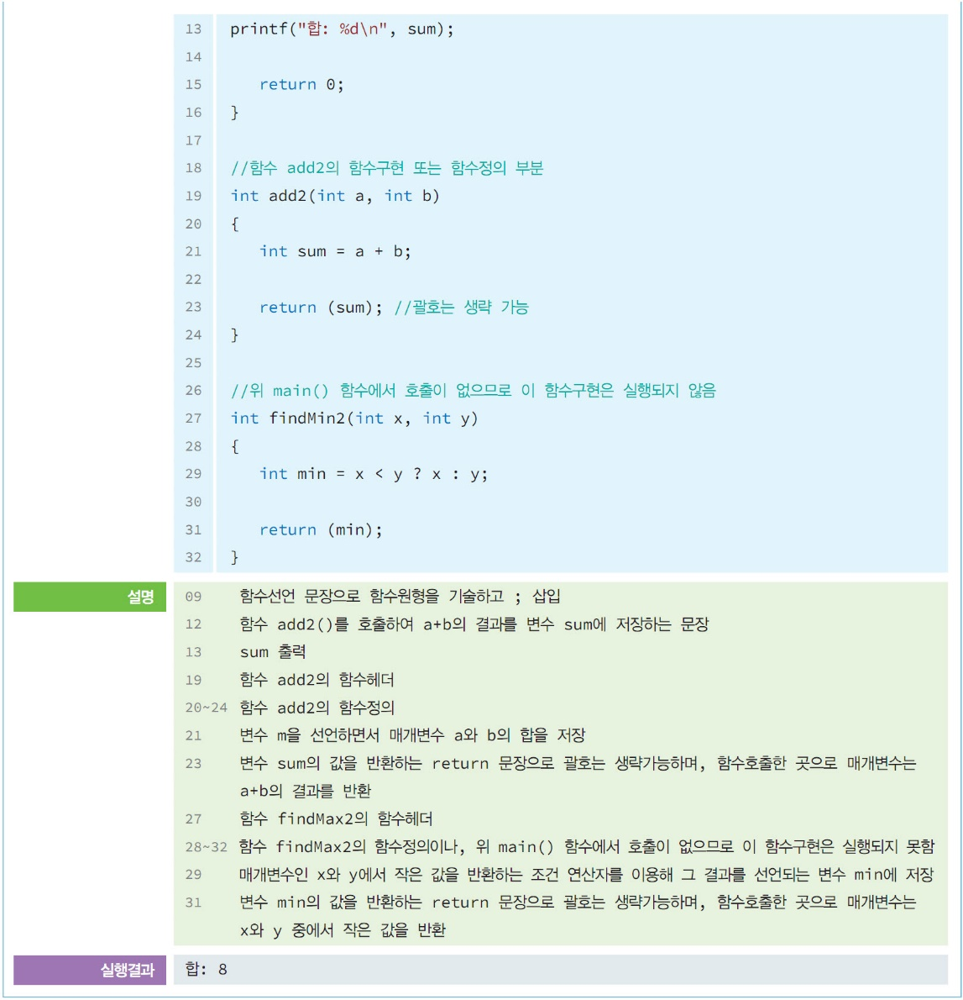 13 printf("합: %d\n", sum);
14
15 return 0;
16 }
17
18 //함수 add2의 함수구현 또는 함수정의 부분
19 int add2(int a, int b)
20 {
21 int sum = a + b;
22
23 return (sum); //괄호는 생략 가능
24 }
25
26 //위 main() 함수에서 호출이 없으므로 이 함수구현은 실행되지 않음
27 int findMin2(int x, int y)
28 {
29 int min = x < y ? x : y;
30
31 return (min);
32 }
설명
09 함수선언 문장으로 함수원형을 기술하고 ; 삽입
12 함수 add2()를 호출하여 a+b의 결과를 변수 sum에 저장하는 문장
13 sum 출력
19 함수 add2의 함수헤더
20~24 함수 add2의 함수정의
21 변수 m을 선언하면서 매개변수 a와 b의 합을 저장
23 변수 sum의 값을 반환하는 return 문장으로 괄호는 생략가능하며, 함수호출한 곳으로 매개변수는
a+b의 결과를 반환
27 함수 findMax2의 함수헤더
28~32 함수 findMax2의 함수정의이나, 위 main() 함수에서 호출이 없으므로 이 함수구현은 실행되지 못함
29 매개변수인 x와 y에서 작은 값을 반환하는 조건 연산자를 이용해 그 결과를 선언되는 변수 min에 저장
31 변수 min의 값을 반환하는 return 문장으로 괄호는 생략가능하며, 함수호출한 곳으로 매개변수는
x와 y 중에서 작은 값을 반환
실행결과
합: 8